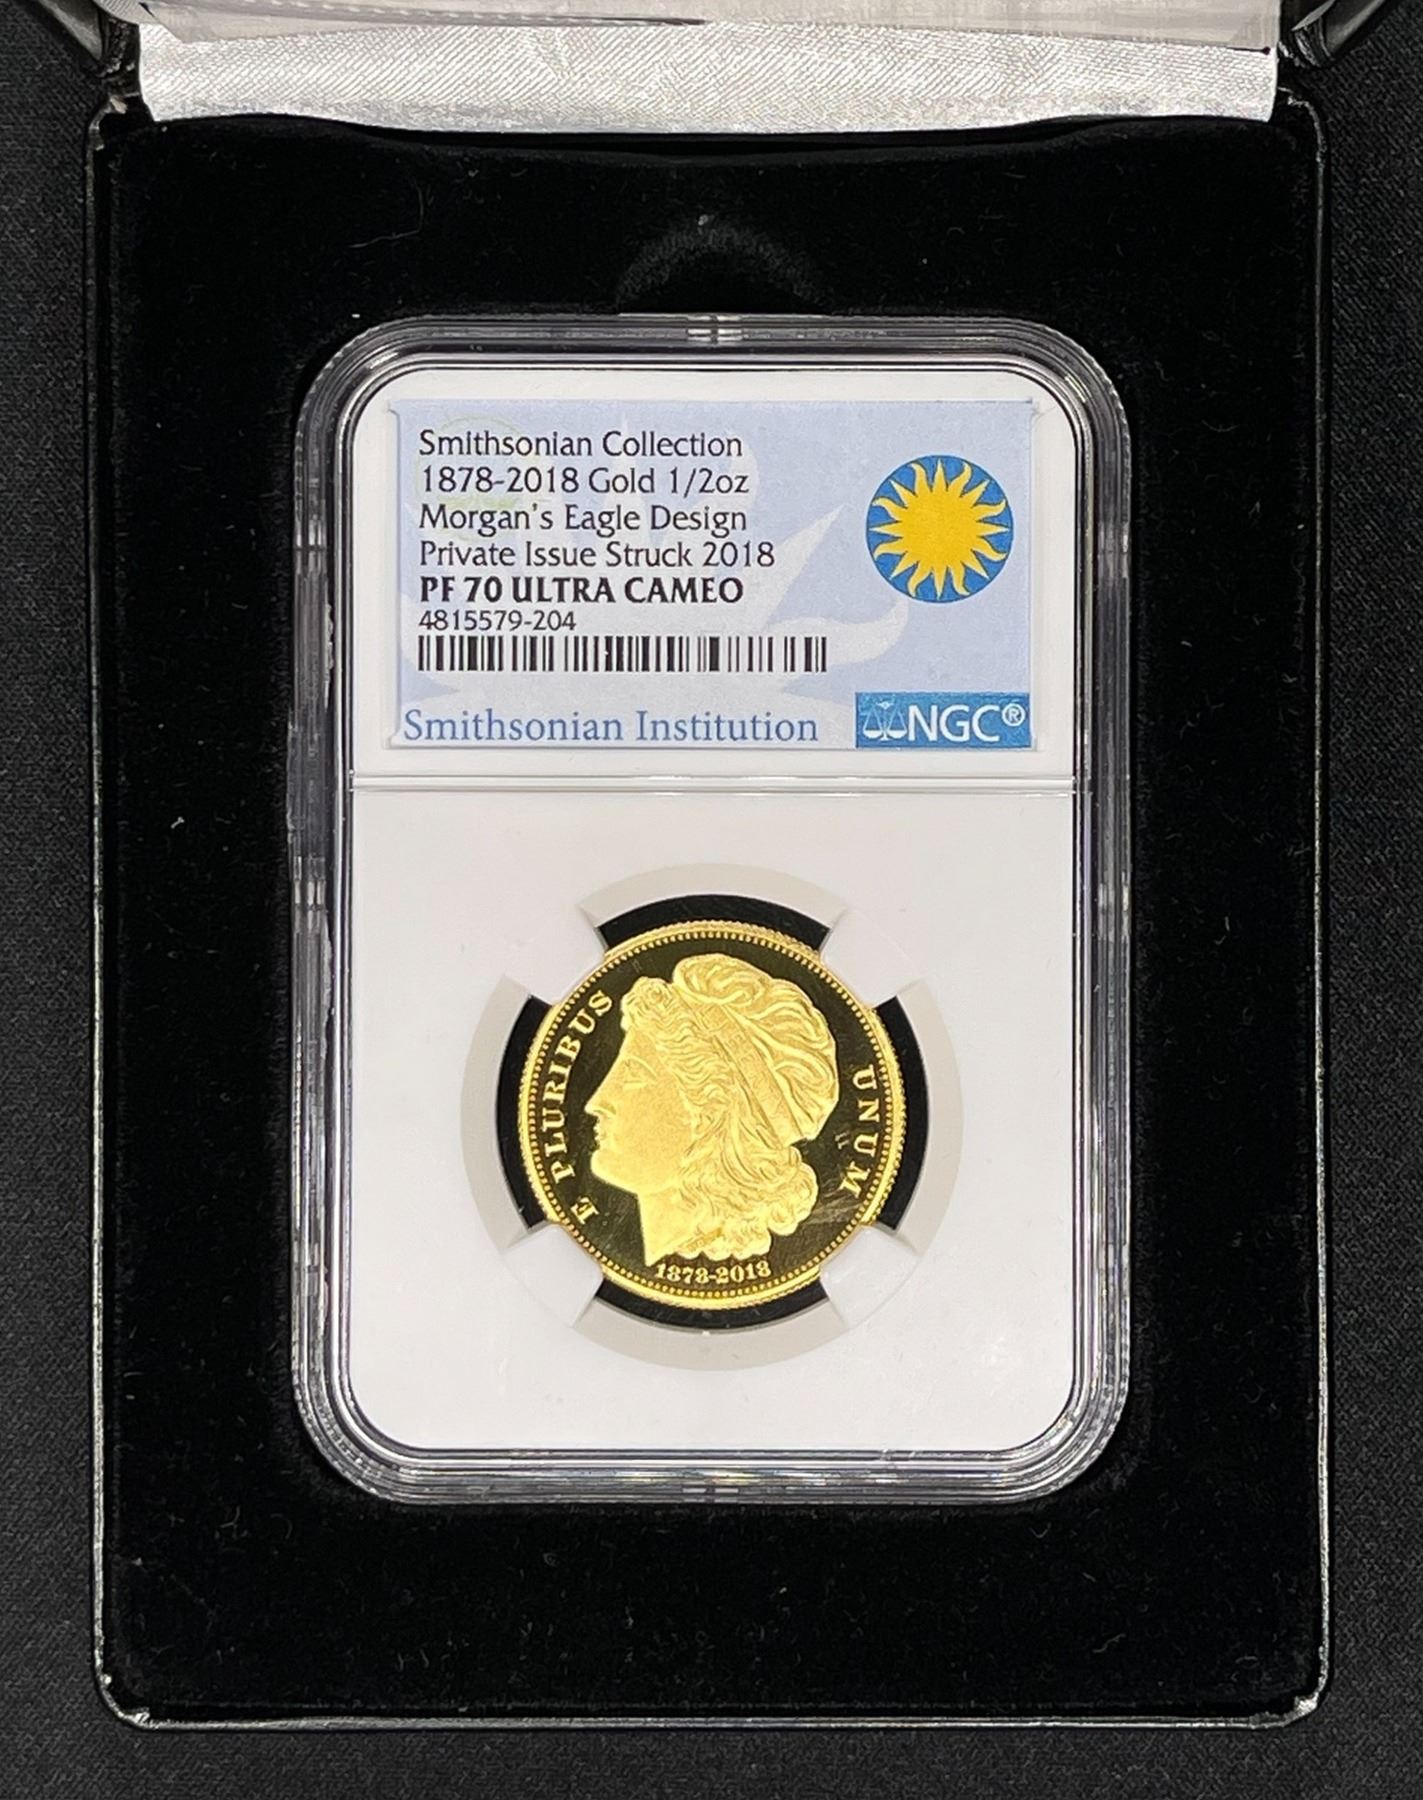 Smithsonian Collection
1878-2018 Gold 1/2oz
Morgan's Eagle Design
Private Issue Struck 2018
PF 70 ULTRA CAMEO
4815579-204
Smithsonian Institution
NGC®
E PLURIBUS UNUM
1878-2018